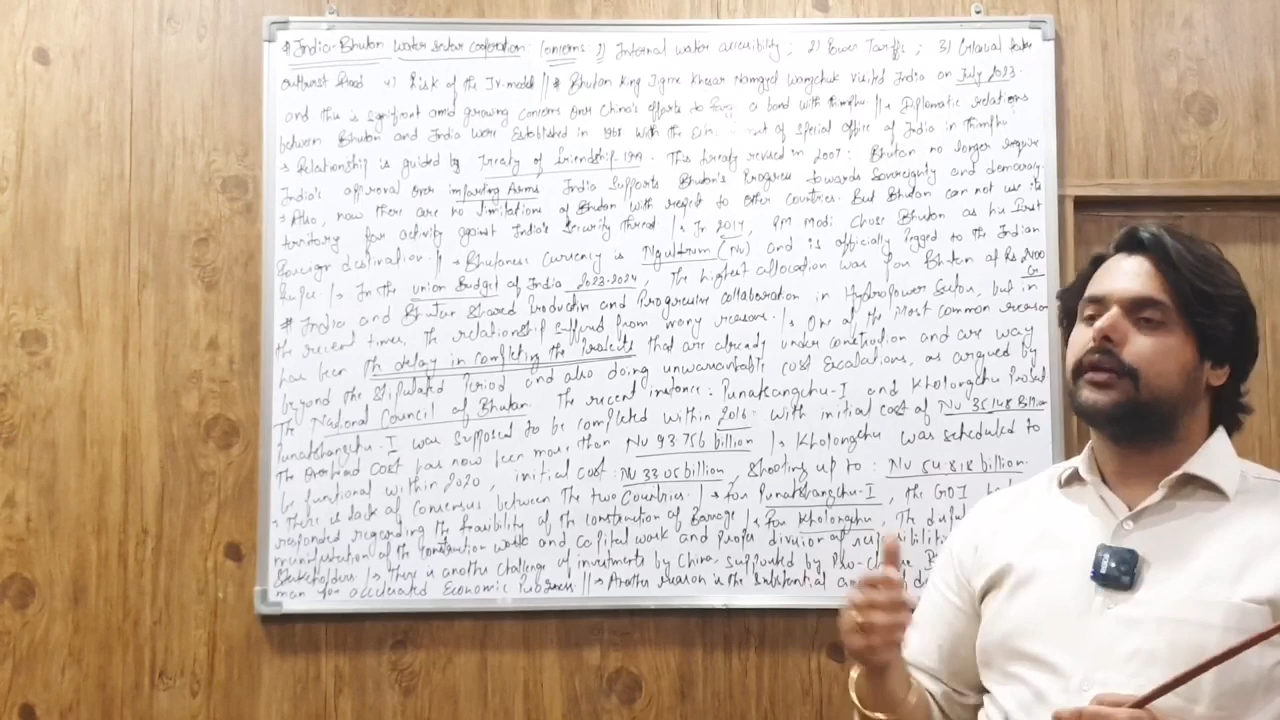 * India-Bhutan Water Sector Cooperation: Concerns: 1) Internal water accessibility; 2) Power Tariffs; 3) Glacial lake
outburst flood 4) Risk of the JV-model || * Bhutan King Jigme Khesar Namgyel Wangchuk visited India on July 2023.
and this is significant amid growing concerns over China's efforts to a bond with Thimphu. || Diplomatic relations
between Bhutan and India were Established in 1968 with the of Special office of India in Thimphu
→ Relationship is guided by Treaty of Friendship-1949. This treaty revised in 2007: Bhutan no longer require
India's approval over importing Arms. India supports Bhutan's Progress towards Sovereignty and democracy.
Also, now there are no limitations of Bhutan with respect to other countries. But Bhutan can not use its
territory for activity against India's Security Threat | In 2014, PM Modi Chose Bhutan as his First
Foreign destination. || → Bhutanese currency is Ngultrum (Nu) and is officially Pegged to the Indian
Rupee | In the Union Budget of India 2023-2024, The highest allocation was for Bhutan of Rs 2400 Cr
# India and Bhutan Shared Productive and Progressive collaboration in Hydropower Sector, but in
the recent times, The relationship suffered from many reasons. | One of the Most common reason
has been The delay in completing the Projects that are already under construction and are way
beyond the stipulated Period and also doing unwarrantable cost Escalations, as argued by
The National Council of Bhutan. The recent instance: Punatsangchu-I and Kholongchu Project
Punatshangchu-I was supposed to be completed within 2016 with initial cost of Nu 35.148 Billion
The Overhead cost has now been more than Nu 93.756 billion | Kholongchu was scheduled to
be functional within 2020, initial cost: Nu 33.05 billion, shooting up to: Nu 54.818 billion.
→ There is lack of consensus between The two Countries. | For Punatshangchu-I, the GOI
responded regarding the feasibility of the construction of Barrage | For Kholongchu, The
manifestation of the construction work and capital work and Proper division of
Stakeholders | There is another challenge of investments by China, supported by
man for accelerated Economic Progress || → Another reason is the Substantial